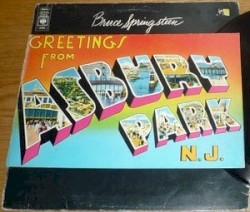 Bruce Springsteen
GREETINGS
FROM
ASBURY
PARK
N.J.